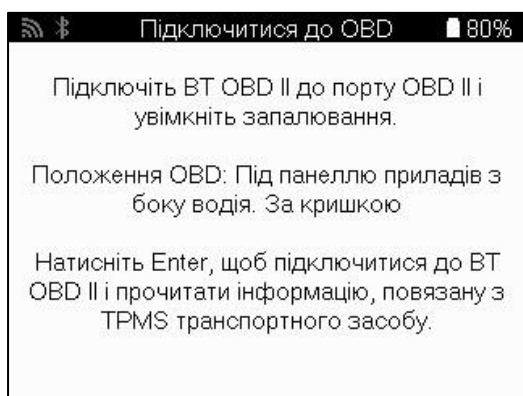 Підключитися до OBD 80%
Підключіть BT OBD II до порту OBD II і
увімкніть запалювання.
Положення OBD: Під панеллю приладів з
боку водія. За кришкою
Натисніть Enter, щоб підключитися до BT
OBD II і прочитати інформацію, повязану з
TPMS транспортного засобу.